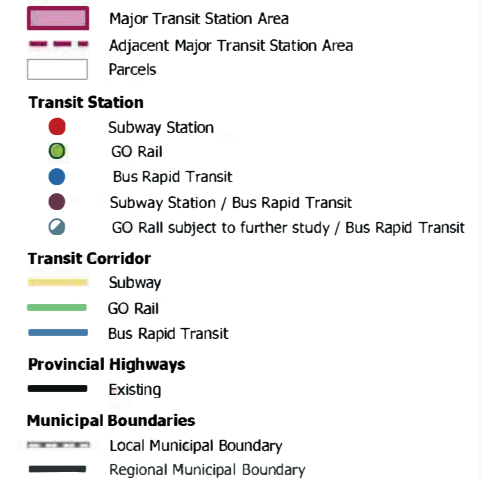 Major Transit Station Area
Adjacent Major Transit Station Area
Parcels
Transit Station
Subway Station
GO Rail
Bus Rapid Transit
Subway Station / Bus Rapid Transit
GO Rail subject to further study / Bus Rapid Transit
Transit Corridor
Subway
GO Rail
Bus Rapid Transit
Provincial Highways
Existing
Municipal Boundaries
Local Municipal Boundary
Regional Municipal Boundary